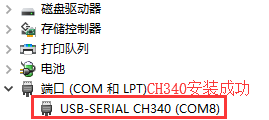 磁盘驱动器
存储控制器
打印队列
电池
端口 (COM 和 LPT)CH340安装成功
USB-SERIAL CH340 (COM8)